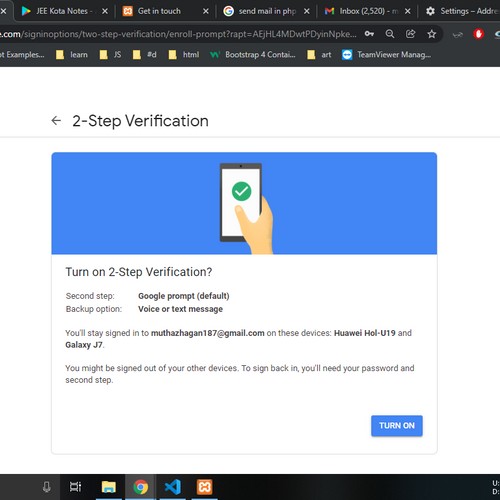 JEE Kota Notes -
Get in touch
send mail in php
Inbox (2,520) - m
Settings – Addre
e.com/signinoptions/two-step-verification/enroll-prompt?rapt=AEjHL4MDwtPDyinNpke...
ot Examples...
learn
JS
#d
html
Bootstrap 4 Contai...
art
TeamViewer Manag...
2-Step Verification
Turn on 2-Step Verification?
Second step: Google prompt (default)
Backup option: Voice or text message
You'll stay signed in to muthazhagan187@gmail.com on these devices: Huawei Hol-U19 and
Galaxy J7.
You might be signed out of your other devices. To sign back in, you'll need your password and
second step.
TURN ON
U:
D: